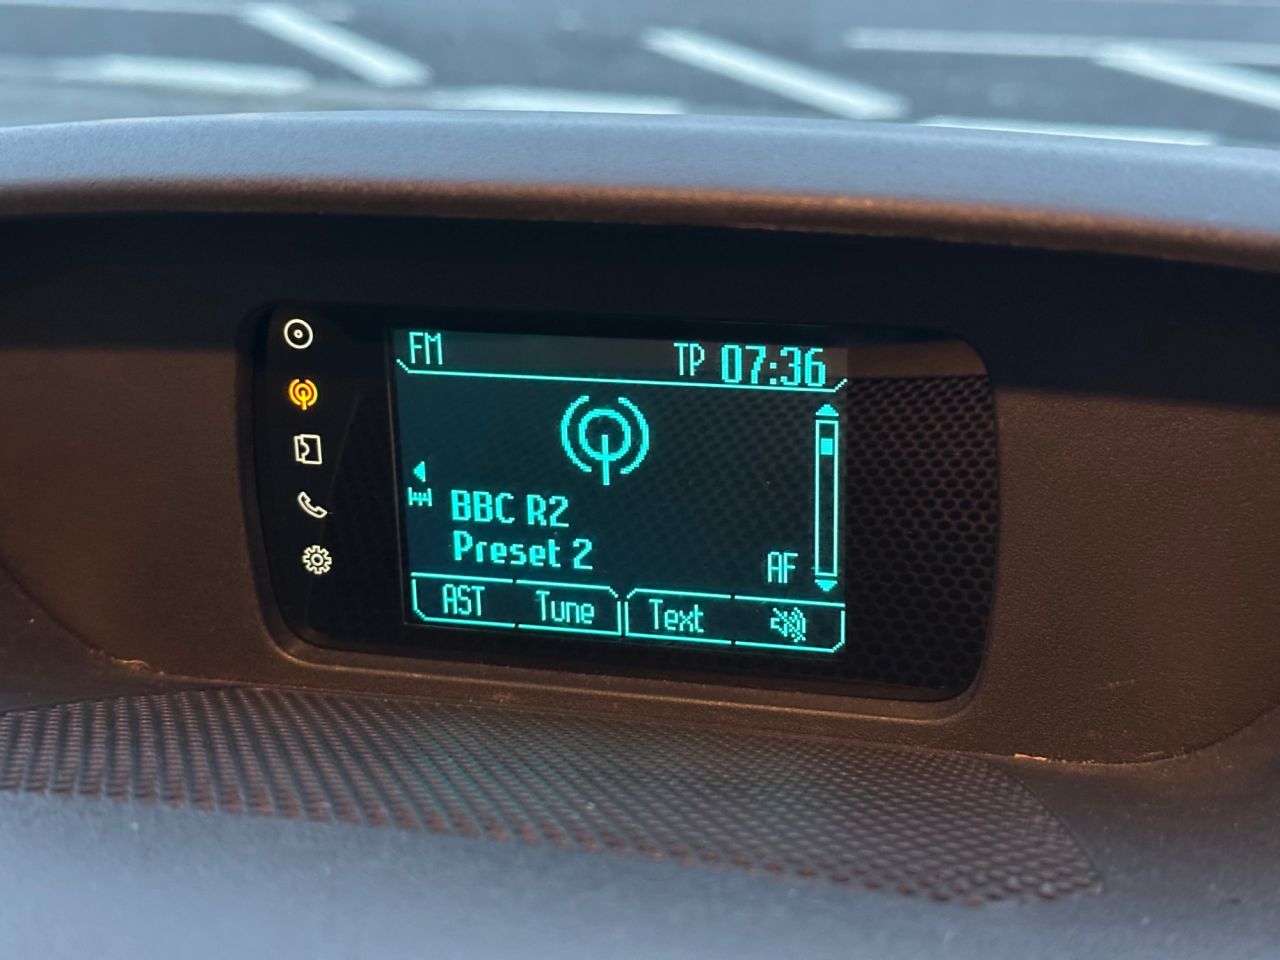 FM TP 07:36
BBC R2
Preset 2
AF
AST Tune Text